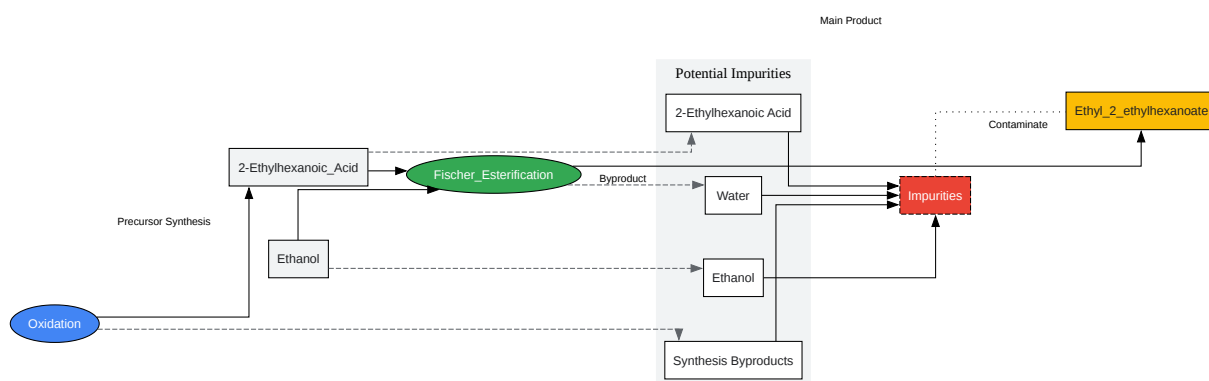 Main Product
Potential Impurities
2-Ethylhexanoic Acid
Ethyl_2_ethylhexanoate
Contaminate
2-Ethylhexanoic_Acid
Fischer_Esterification
Byproduct
Water
Impurities
Precursor Synthesis
Ethanol
Ethanol
Oxidation
Synthesis Byproducts